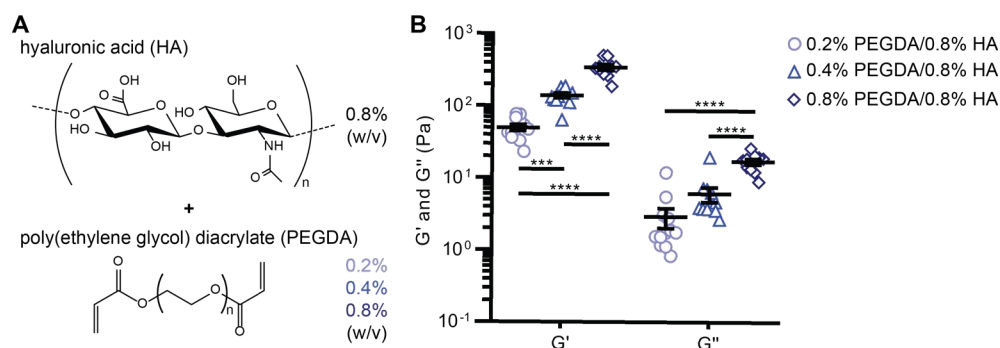 A
hyaluronic acid (HA)
OH
OH
O
O
O
HO
O
O
HO
O
HO
OH
NH
O
n
0.8%
(w/v)
+
poly(ethylene glycol) diacrylate (PEGDA)
O
O
O
n
O
0.2%
0.4%
0.8%
(w/v)
B
G' and G'' (Pa)
10³
10²
10¹
10⁰
10⁻¹
****
****
****
***
****
G'
G''
0.2% PEGDA/0.8% HA
0.4% PEGDA/0.8% HA
0.8% PEGDA/0.8% HA